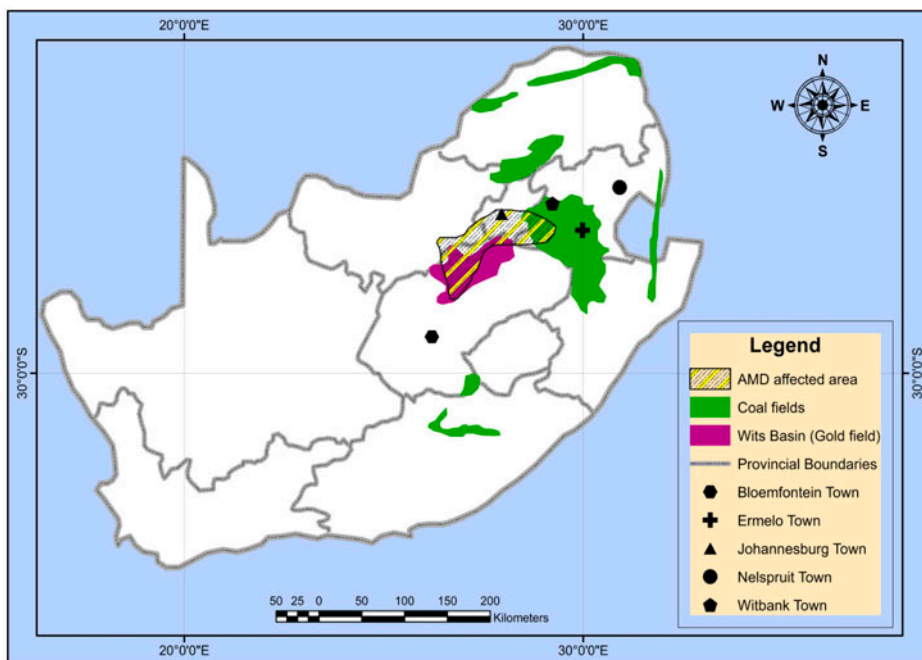 20°0'0"E 30°0'0"E
N
W E
S
30°0'0"S 30°0'0"S
Legend
AMD affected area
Coal fields
Wits Basin (Gold field)
Provincial Boundaries
Bloemfontein Town
Ermelo Town
Johannesburg Town
Nelspruit Town
Witbank Town
50 25 0 50 100 150 200
Kilometers
20°0'0"E 30°0'0"E